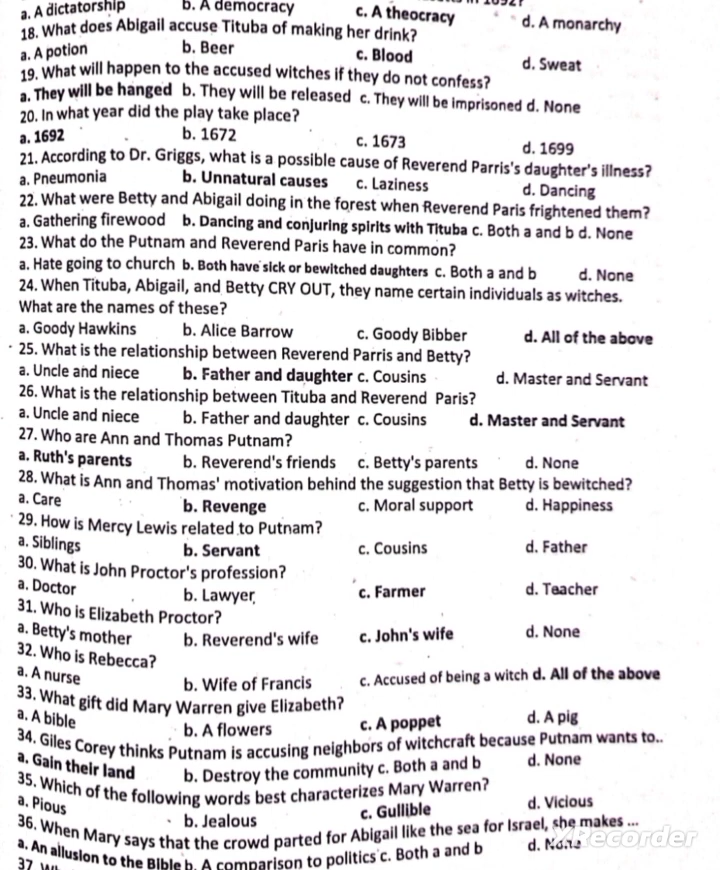 in 1692?
a. A dictatorship b. A democracy c. A theocracy d. A monarchy
18. What does Abigail accuse Tituba of making her drink?
a. A potion b. Beer c. Blood d. Sweat
19. What will happen to the accused witches if they do not confess?
a. They will be hanged b. They will be released c. They will be imprisoned d. None
20. In what year did the play take place?
a. 1692 b. 1672 c. 1673 d. 1699
21. According to Dr. Griggs, what is a possible cause of Reverend Parris's daughter's illness?
a. Pneumonia b. Unnatural causes c. Laziness d. Dancing
22. What were Betty and Abigail doing in the forest when Reverend Paris frightened them?
a. Gathering firewood b. Dancing and conjuring spirits with Tituba c. Both a and b d. None
23. What do the Putnam and Reverend Paris have in common?
a. Hate going to church b. Both have sick or bewitched daughters c. Both a and b d. None
24. When Tituba, Abigail, and Betty CRY OUT, they name certain individuals as witches.
What are the names of these?
a. Goody Hawkins b. Alice Barrow c. Goody Bibber d. All of the above
25. What is the relationship between Reverend Parris and Betty?
a. Uncle and niece b. Father and daughter c. Cousins d. Master and Servant
26. What is the relationship between Tituba and Reverend Paris?
a. Uncle and niece b. Father and daughter c. Cousins d. Master and Servant
27. Who are Ann and Thomas Putnam?
a. Ruth's parents b. Reverend's friends c. Betty's parents d. None
28. What is Ann and Thomas' motivation behind the suggestion that Betty is bewitched?
a. Care b. Revenge c. Moral support d. Happiness
29. How is Mercy Lewis related to Putnam?
a. Siblings b. Servant c. Cousins d. Father
30. What is John Proctor's profession?
a. Doctor b. Lawyer c. Farmer d. Teacher
31. Who is Elizabeth Proctor?
a. Betty's mother b. Reverend's wife c. John's wife d. None
32. Who is Rebecca?
a. A nurse b. Wife of Francis c. Accused of being a witch d. All of the above
33. What gift did Mary Warren give Elizabeth?
a. A bible b. A flowers c. A poppet d. A pig
34. Giles Corey thinks Putnam is accusing neighbors of witchcraft because Putnam wants to..
a. Gain their land b. Destroy the community c. Both a and b d. None
35. Which of the following words best characterizes Mary Warren?
a. Pious b. Jealous c. Gullible d. Vicious
36. When Mary says that the crowd parted for Abigail like the sea for Israel, she makes ...
a. An allusion to the Bible b. A comparison to politics c. Both a and b d. None
37
XRecorder